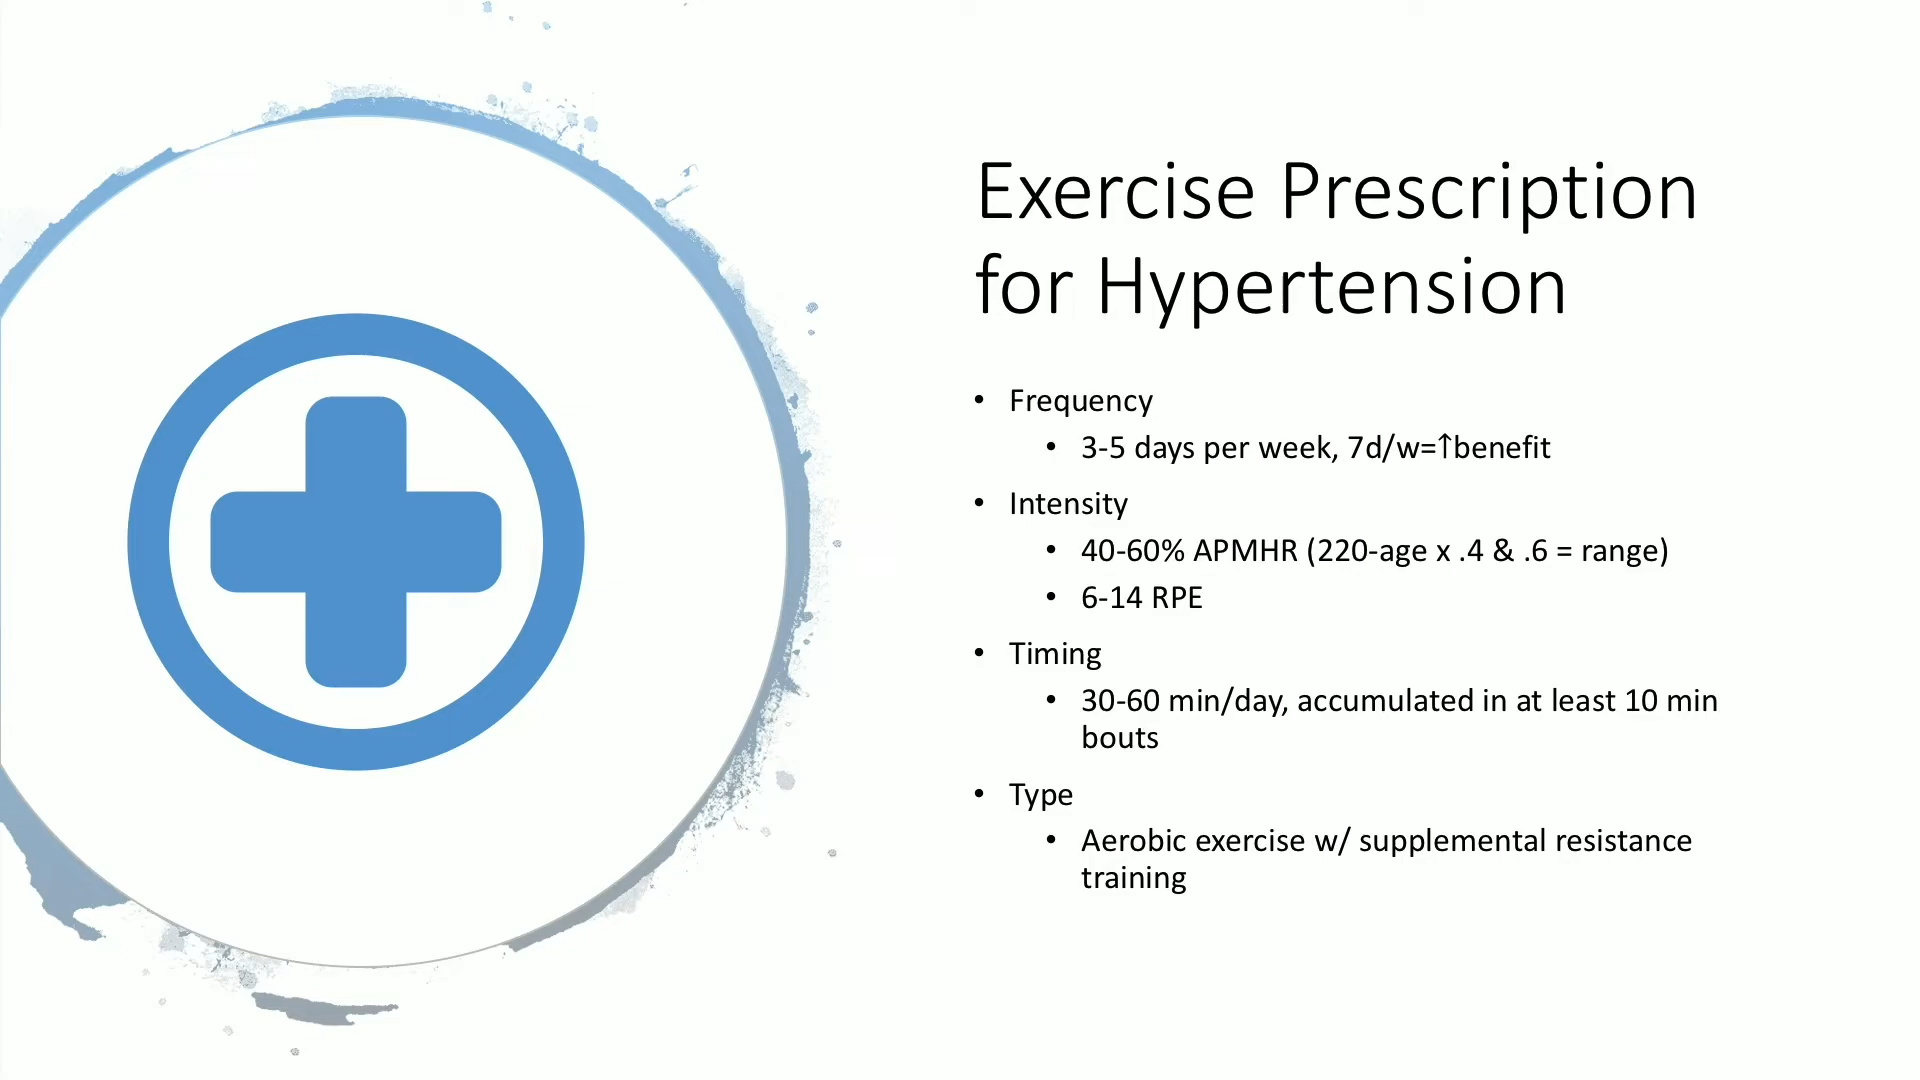 Exercise Prescription
for Hypertension
• Frequency
• 3-5 days per week, 7d/w=↑benefit
• Intensity
• 40-60% APMHR (220-age x .4 & .6 = range)
• 6-14 RPE
• Timing
• 30-60 min/day, accumulated in at least 10 min
bouts
• Type
• Aerobic exercise w/ supplemental resistance
training